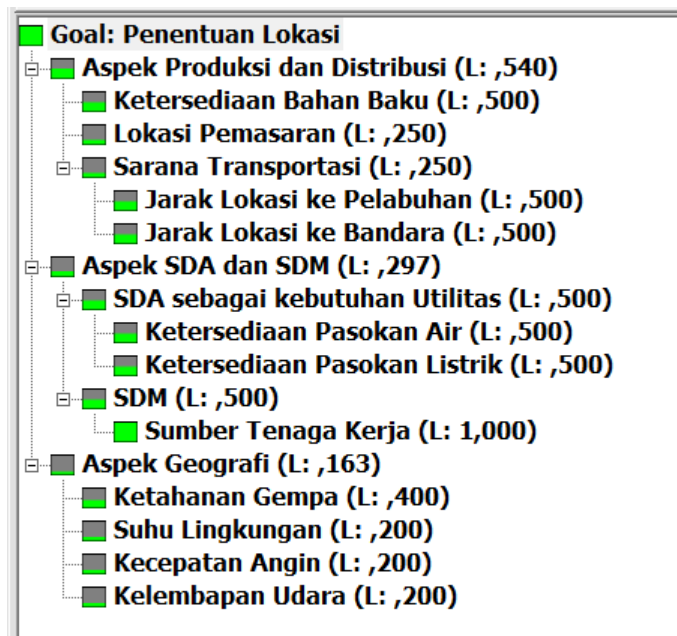 Goal: Penentuan Lokasi
Aspek Produksi dan Distribusi (L: ,540)
Ketersediaan Bahan Baku (L: ,500)
Lokasi Pemasaran (L: ,250)
Sarana Transportasi (L: ,250)
Jarak Lokasi ke Pelabuhan (L: ,500)
Jarak Lokasi ke Bandara (L: ,500)
Aspek SDA dan SDM (L: ,297)
SDA sebagai kebutuhan Utilitas (L: ,500)
Ketersediaan Pasokan Air (L: ,500)
Ketersediaan Pasokan Listrik (L: ,500)
SDM (L: ,500)
Sumber Tenaga Kerja (L: 1,000)
Aspek Geografi (L: ,163)
Ketahanan Gempa (L: ,400)
Suhu Lingkungan (L: ,200)
Kecepatan Angin (L: ,200)
Kelembapan Udara (L: ,200)